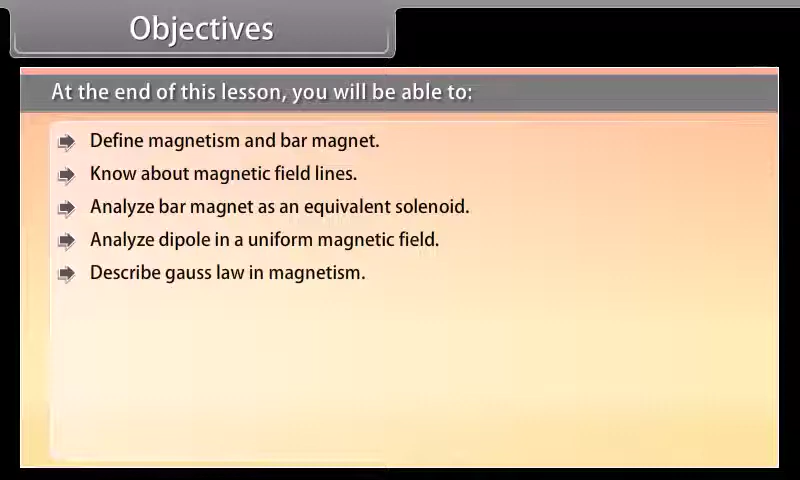 Objectives
At the end of this lesson, you will be able to:
Define magnetism and bar magnet.
Know about magnetic field lines.
Analyze bar magnet as an equivalent solenoid.
Analyze dipole in a uniform magnetic field.
Describe gauss law in magnetism.